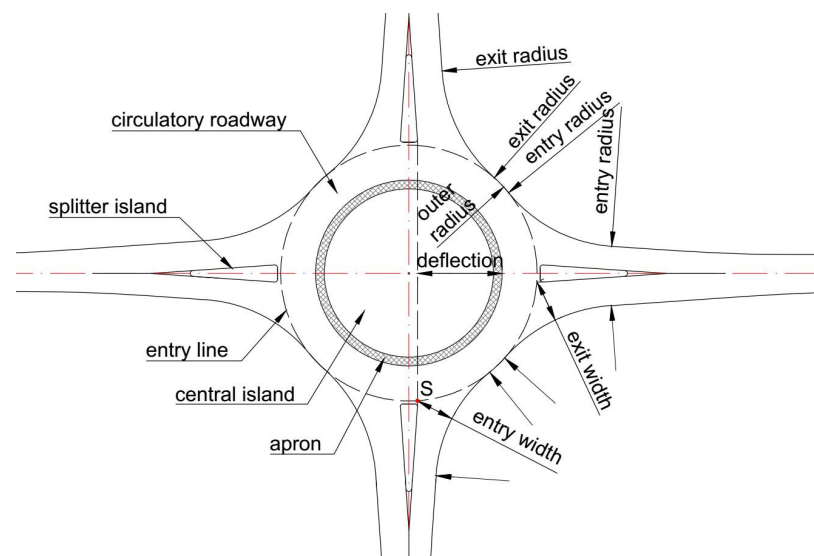 exit radius
exit radius
entry radius
entry radius
circulatory roadway
splitter island
outer
radius
deflection
entry line
central island
apron
S
entry width
exit width